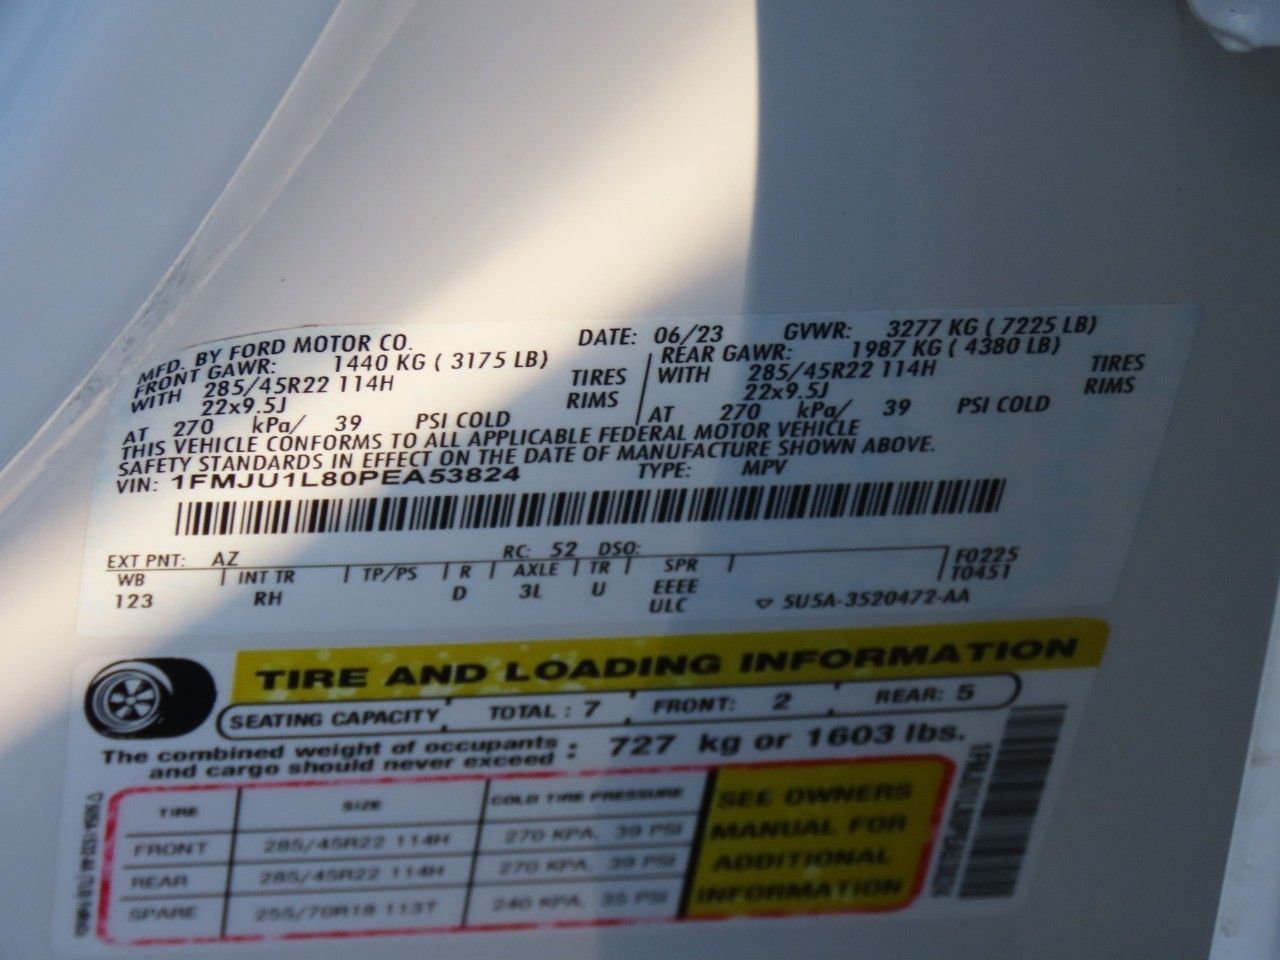 MFD. BY FORD MOTOR CO. DATE: 06/23 GVWR: 3277 KG ( 7225 LB)
FRONT GAWR: 1440 KG ( 3175 LB) REAR GAWR: 1987 KG ( 4380 LB)
WITH 285/45R22 114H TIRES WITH 285/45R22 114H TIRES
22x9.5J RIMS 22x9.5J RIMS
AT 270 kPa/ 39 PSI COLD AT 270 kPa/ 39 PSI COLD
THIS VEHICLE CONFORMS TO ALL APPLICABLE FEDERAL MOTOR VEHICLE
SAFETY STANDARDS IN EFFECT ON THE DATE OF MANUFACTURE SHOWN ABOVE.
VIN: 1FMJU1L80PEA53824 TYPE: MPV
EXT PNT: AZ RC: 52 DSO:
WB INT TR TP/PS R AXLE TR SPR F0225
123 RH D 3L U EEEE T0451
ULC 5U5A-3520472-AA
TIRE AND LOADING INFORMATION
SEATING CAPACITY TOTAL : 7 FRONT: 2 REAR: 5
The combined weight of occupants : 727 kg or 1603 lbs.
and cargo should never exceed
TIRE SIZE COLD TIRE PRESSURE
FRONT 285/45R22 114H 270 KPA, 39 PSI
REAR 285/45R22 114H 270 KPA, 39 PSI
SPARE 255/70R18 113T 240 KPA, 35 PSI
SEE OWNERS
MANUAL FOR
ADDITIONAL
INFORMATION